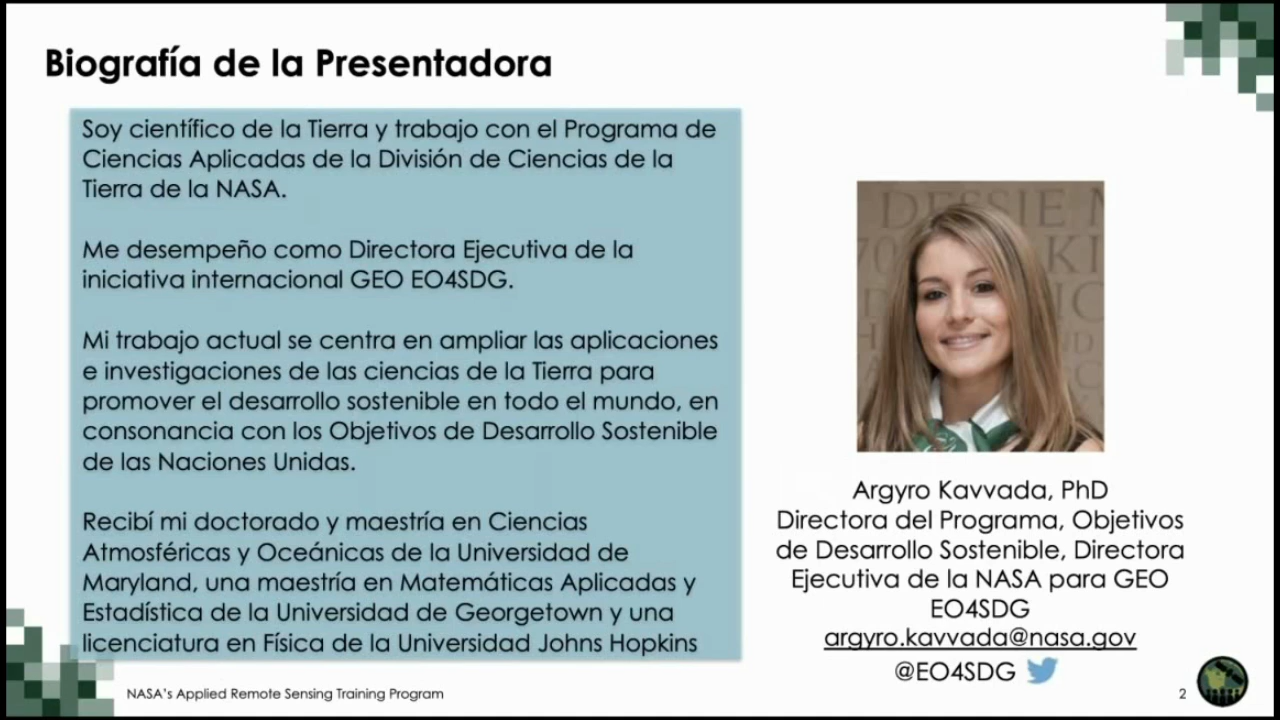 Biografía de la Presentadora
Soy científico de la Tierra y trabajo con el Programa de
Ciencias Aplicadas de la División de Ciencias de la
Tierra de la NASA.
Me desempeño como Directora Ejecutiva de la
iniciativa internacional GEO EO4SDG.
Mi trabajo actual se centra en ampliar las aplicaciones
e investigaciones de las ciencias de la Tierra para
promover el desarrollo sostenible en todo el mundo, en
consonancia con los Objetivos de Desarrollo Sostenible
de las Naciones Unidas.
Recibí mi doctorado y maestría en Ciencias
Atmosféricas y Oceánicas de la Universidad de
Maryland, una maestría en Matemáticas Aplicadas y
Estadística de la Universidad de Georgetown y una
licenciatura en Física de la Universidad Johns Hopkins
DESSIE
Argyro Kavvada, PhD
Directora del Programa, Objetivos
de Desarrollo Sostenible, Directora
Ejecutiva de la NASA para GEO
EO4SDG
argyro.kavvada@nasa.gov
@EO4SDG
NASA's Applied Remote Sensing Training Program
2